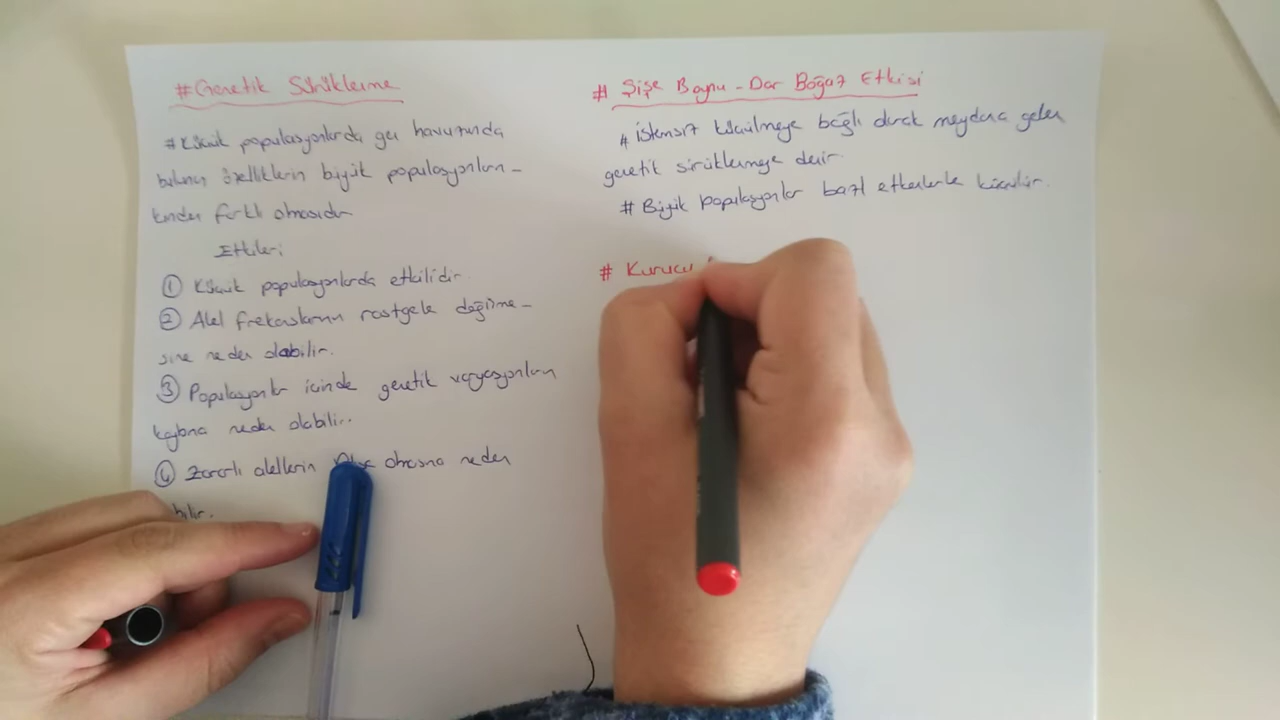 #Genetik Sürüklenme
#Küçük populasyonlarda gen havuzunda
bulunan özelliklerin büyük populasyonlarn-
kinden farklı olmasıdır
Etkileri
① Küçük populasyonlarda etkilidir.
② Alel frekanslarının rastgele değişme-
sine neden olabilir.
③ Populasyonlar içinde genetik varyasyonların
kaybına neden olabilir..
④ Zararlı alellerin olmasına neden
bilir.
# Şişe Boynu - Dar Boğaz Etkisi
# İstemsiz küçülmeye bağlı olarak meydana gelen
genetik sürüklenmeye denir.
# Büyük populasyonlar bazı etkenlerle küçülür.
# Kurucu